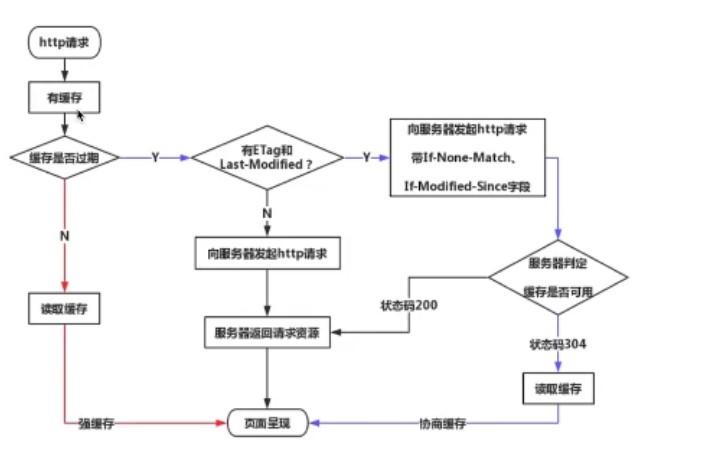 http请求
有缓存
缓存是否过期
Y
有ETag和
Last-Modified？
Y
向服务器发起http请求
带If-None-Match、
If-Modified-Since字段
N
N
向服务器发起http请求
服务器判定
缓存是否可用
读取缓存
状态码200
服务器返回请求资源
状态码304
读取缓存
强缓存
页面呈现
协商缓存